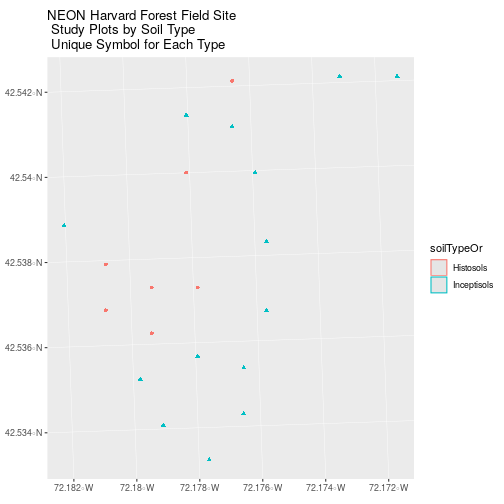 NEON Harvard Forest Field Site
Study Plots by Soil Type
Unique Symbol for Each Type
42.542°N
42.54°N
42.538°N
42.536°N
42.534°N
72.182°W
72.18°W
72.178°W
72.176°W
72.174°W
72.172°W
soilTypeOr
Histosols
Inceptisols